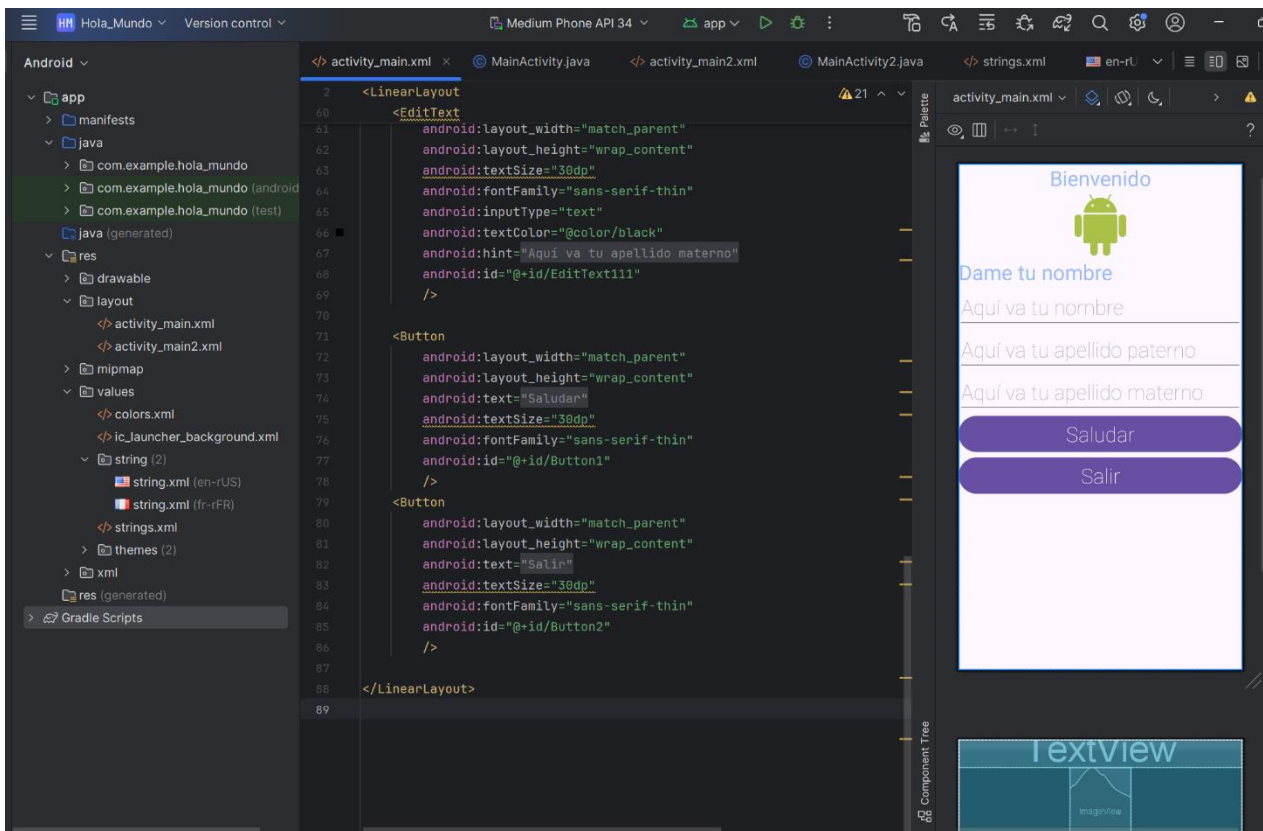 HM Hola_Mundo Version control Medium Phone API 34 app
Android
activity_main.xml MainActivity.java activity_main2.xml MainActivity2.java strings.xml en-rU
app
manifests
java
com.example.hola_mundo
com.example.hola_mundo (android
com.example.hola_mundo (test)
java (generated)
res
drawable
layout
activity_main.xml
activity_main2.xml
mipmap
values
colors.xml
ic_launcher_background.xml
string (2)
string.xml (en-rUS)
string.xml (fr-rFR)
strings.xml
themes (2)
xml
res (generated)
Gradle Scripts
2 <LinearLayout 21
60 <EditText
61 android:layout_width="match_parent"
62 android:layout_height="wrap_content"
63 android:textSize="30dp"
64 android:fontFamily="sans-serif-thin"
65 android:inputType="text"
66 android:textColor="@color/black"
67 android:hint="Aquí va tu apellido materno"
68 android:id="@+id/EditText111"
69 />
70
71 <Button
72 android:layout_width="match_parent"
73 android:layout_height="wrap_content"
74 android:text="Saludar"
75 android:textSize="30dp"
76 android:fontFamily="sans-serif-thin"
77 android:id="@+id/Button1"
78 />
79 <Button
80 android:layout_width="match_parent"
81 android:layout_height="wrap_content"
82 android:text="Salir"
83 android:textSize="30dp"
84 android:fontFamily="sans-serif-thin"
85 android:id="@+id/Button2"
86 />
87
88 </LinearLayout>
89
Palette
Component Tree
activity_main.xml
?
Bienvenido
Dame tu nombre
Aquí va tu nombre
Aquí va tu apellido paterno
Aquí va tu apellido materno
Saludar
Salir
TextView
ImageView